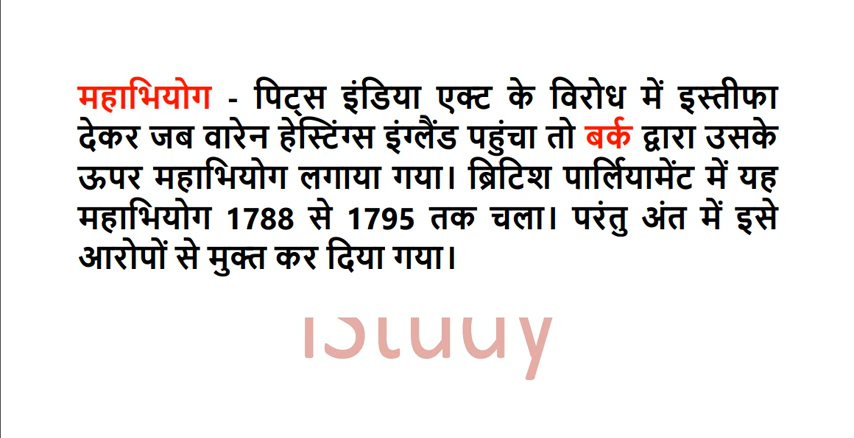 महाभियोग - पिट्स इंडिया एक्ट के विरोध में इस्तीफा
देकर जब वारेन हेस्टिंग्स इंग्लैंड पहुंचा तो बर्क द्वारा उसके
ऊपर महाभियोग लगाया गया। ब्रिटिश पार्लियामेंट में यह
महाभियोग 1788 से 1795 तक चला। परंतु अंत में इसे
आरोपों से मुक्त कर दिया गया।
iStudy